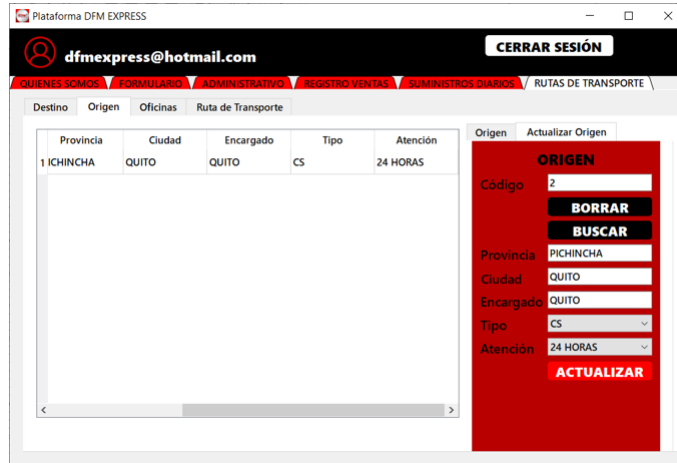 Plataforma DFM EXPRESS
dfmexpress@hotmail.com
CERRAR SESIÓN
QUIENES SOMOS FORMULARIO ADMINISTRATIVO REGISTRO VENTAS SUMINISTROS DIARIOS RUTAS DE TRANSPORTE
Destino Origen Oficinas Ruta de Transporte
Provincia Ciudad Encargado Tipo Atención
1 ICHINCHA QUITO QUITO CS 24 HORAS
Origen Actualizar Origen
ORIGEN
Código 2
BORRAR
BUSCAR
Provincia PICHINCHA
Ciudad QUITO
Encargado QUITO
Tipo CS
Atención 24 HORAS
ACTUALIZAR